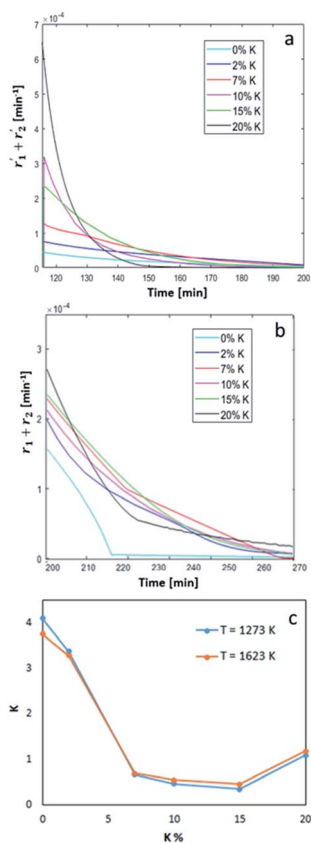 x 10⁻⁴
a
7
6
5
4
3
2
1
0
r'₁ + r'₂ [min⁻¹]
0% K
2% K
7% K
10% K
15% K
20% K
120 130 140 150 160 170 180 190 200
Time [min]
x 10⁻⁴
b
3
2
1
0
r₁ + r₂ [min⁻¹]
0% K
2% K
7% K
10% K
15% K
20% K
200 210 220 230 240 250 260 270
Time [min]
c
4
3
2
1
0
K
T = 1273 K
T = 1623 K
0 5 10 15 20
K %